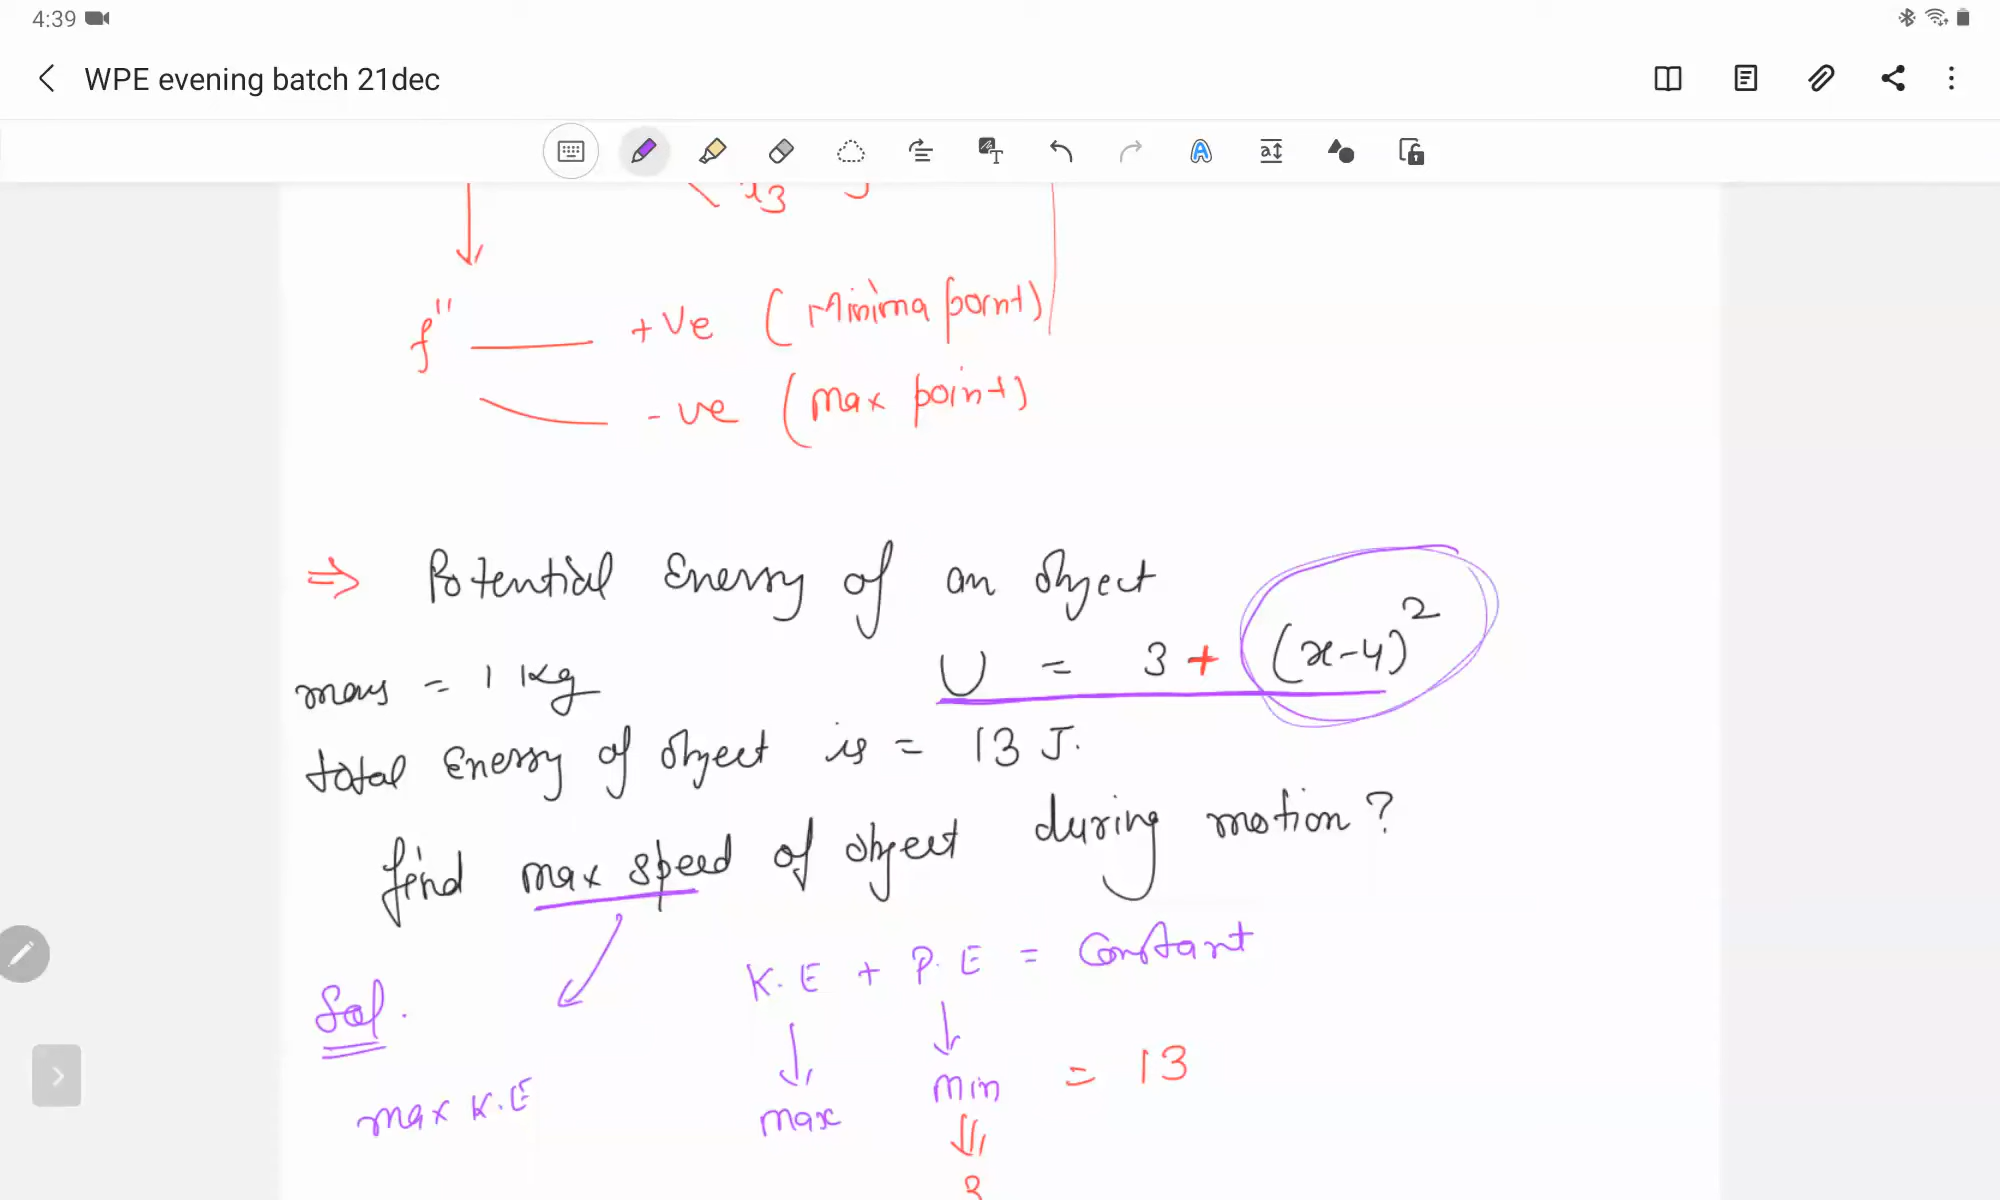 4:39
WPE evening batch 21dec
13
f" +ve (Minima point)
-ve (max point)
⇒ Potential Energy of an object
mass = 1 Kg U = 3 + (x-4)²
total Energy of object is = 13 J.
find max speed of object during motion?
K.E + P.E = Constant
Sol.
max K.E max min = 13
3